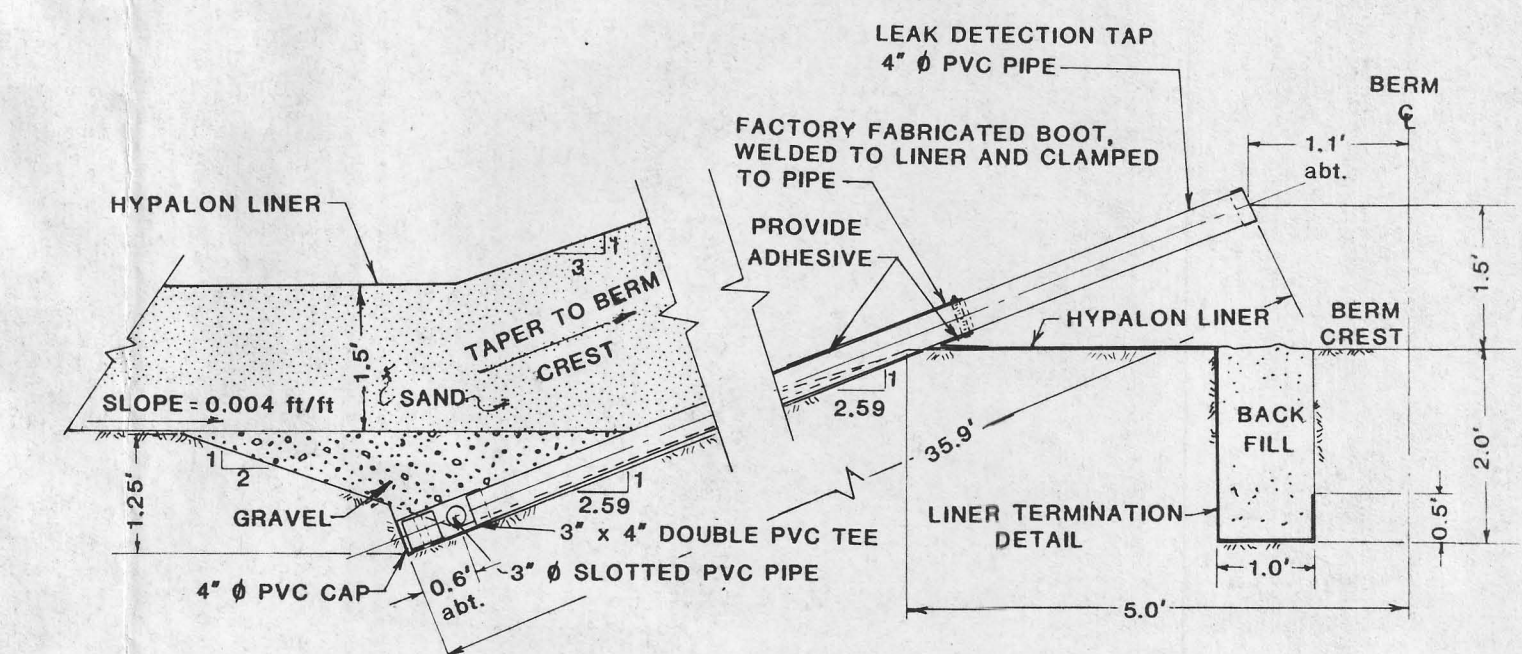 LEAK DETECTION TAP
4" ϕ PVC PIPE
BERM
℄
1.1'
abt.
FACTORY FABRICATED BOOT,
WELDED TO LINER AND CLAMPED
TO PIPE
HYPALON LINER
PROVIDE
ADHESIVE
1
3
TAPER TO BERM
CREST
1.5'
SAND
SLOPE = 0.004 ft/ft
HYPALON LINER
BERM
CREST
1.5'
1
2.59
35.9'
BACK
FILL
2.0'
1
2
1.25'
GRAVEL
1
2.59
3" x 4" DOUBLE PVC TEE
3" ϕ SLOTTED PVC PIPE
4" ϕ PVC CAP
0.6'
abt.
LINER TERMINATION
DETAIL
0.5'
1.0'
5.0'